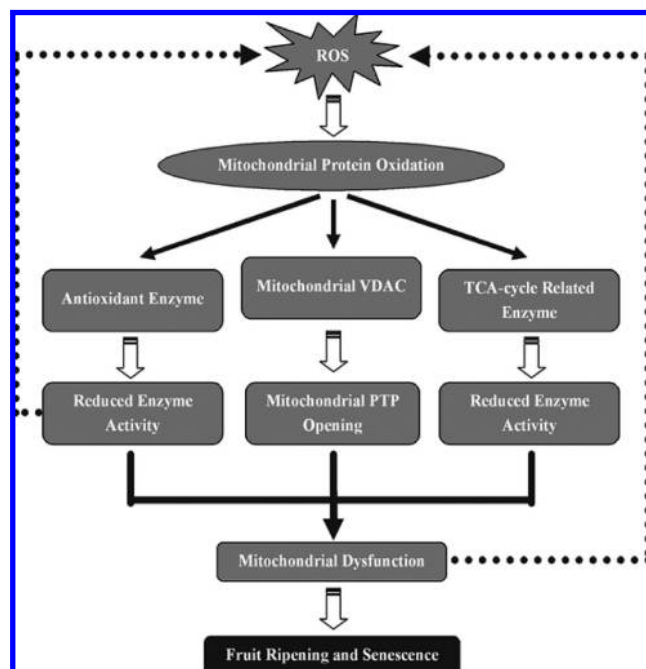 ROS
Mitochondrial Protein Oxidation
Antioxidant Enzyme
Mitochondrial VDAC
TCA-cycle Related
Enzyme
Reduced Enzyme
Activity
Mitochondrial PTP
Opening
Reduced Enzyme
Activity
Mitochondrial Dysfunction
Fruit Ripening and Senescence